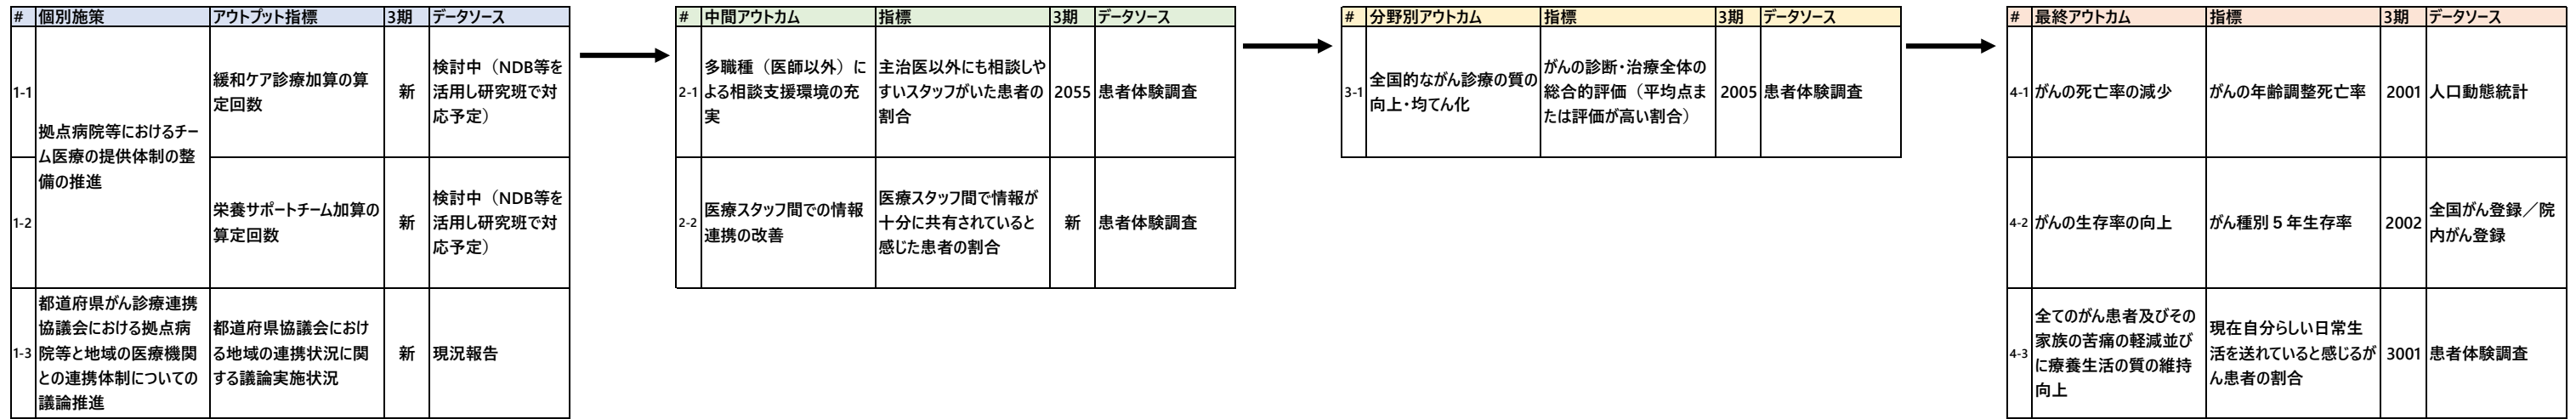 # 個別施策 アウトプット指標 3期 データソース
1-1
拠点病院等におけるチー
ム医療の提供体制の整
備の推進
緩和ケア診療加算の算
定回数
新
検討中（NDB等を
活用し研究班で対
応予定）
1-2
栄養サポートチーム加算の
算定回数
新
検討中（NDB等を
活用し研究班で対
応予定）
1-3
都道府県がん診療連携
協議会における拠点病
院等と地域の医療機関
との連携体制についての
議論推進
都道府県協議会におけ
る地域の連携状況に関
する議論実施状況
新
現況報告
# 中間アウトカム 指標 3期 データソース
2-1
多職種（医師以外）に
よる相談支援環境の充
実
主治医以外にも相談しや
すいスタッフがいた患者の
割合
2055
患者体験調査
2-2
医療スタッフ間での情報
連携の改善
医療スタッフ間で情報が
十分に共有されていると
感じた患者の割合
新
患者体験調査
# 分野別アウトカム 指標 3期 データソース
3-1
全国的ながん診療の質の
向上・均てん化
がんの診断・治療全体の
総合的評価（平均点ま
たは評価が高い割合）
2005
患者体験調査
# 最終アウトカム 指標 3期 データソース
4-1
がんの死亡率の減少
がんの年齢調整死亡率
2001
人口動態統計
4-2
がんの生存率の向上
がん種別５年生存率
2002
全国がん登録／院
内がん登録
4-3
全てのがん患者及びその
家族の苦痛の軽減並び
に療養生活の質の維持
向上
現在自分らしい日常生
活を送れていると感じるが
ん患者の割合
3001
患者体験調査